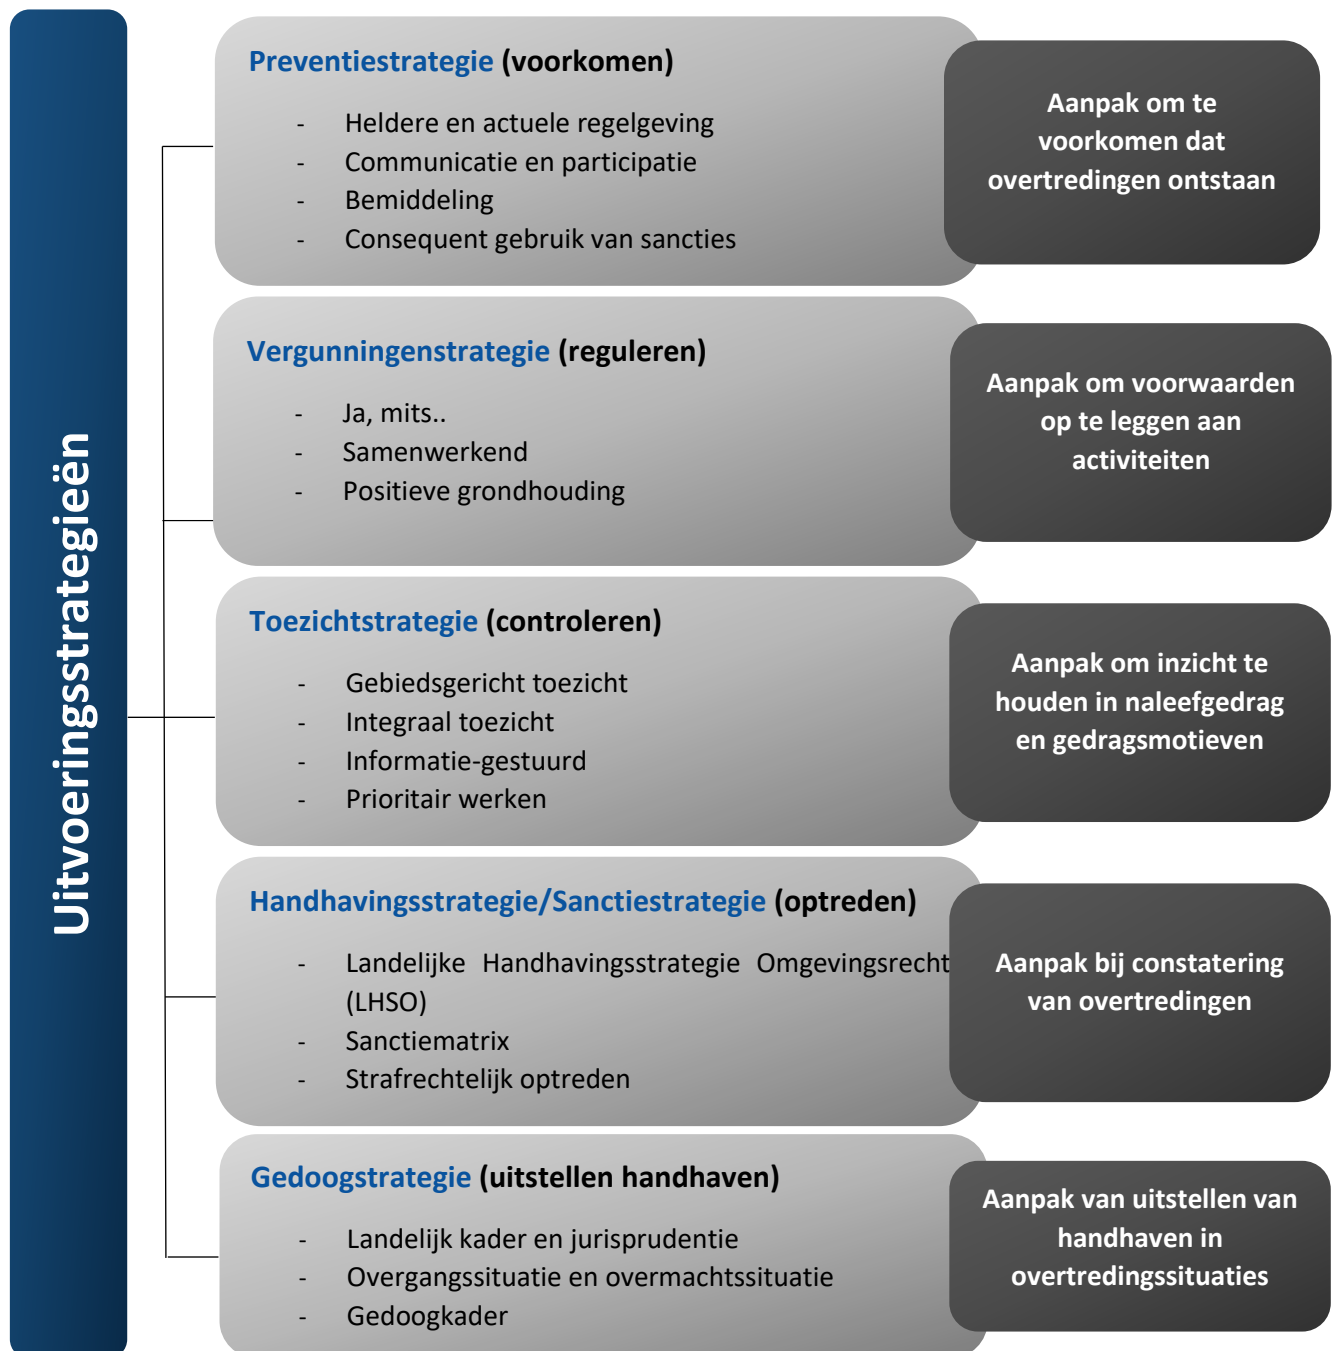 Uitvoeringsstrategieën
Preventiestrategie (voorkomen)
- Heldere en actuele regelgeving
- Communicatie en participatie
- Bemiddeling
- Consequent gebruik van sancties
Aanpak om te
voorkomen dat
overtredingen ontstaan
Vergunningenstrategie (reguleren)
- Ja, mits..
- Samenwerkend
- Positieve grondhouding
Aanpak om voorwaarden
op te leggen aan
activiteiten
Toezichtstrategie (controleren)
- Gebiedsgericht toezicht
- Integraal toezicht
- Informatie-gestuurd
- Prioritair werken
Aanpak om inzicht te
houden in naleefgedrag
en gedragsmotieven
Handhavingsstrategie/Sanctiestrategie (optreden)
- Landelijke Handhavingsstrategie Omgevingsrecht
(LHSO)
- Sanctiematrix
- Strafrechtelijk optreden
Aanpak bij constatering
van overtredingen
Gedoogstrategie (uitstellen handhaven)
- Landelijk kader en jurisprudentie
- Overgangssituatie en overmachtssituatie
- Gedoogkader
Aanpak van uitstellen van
handhaven in
overtredingssituaties